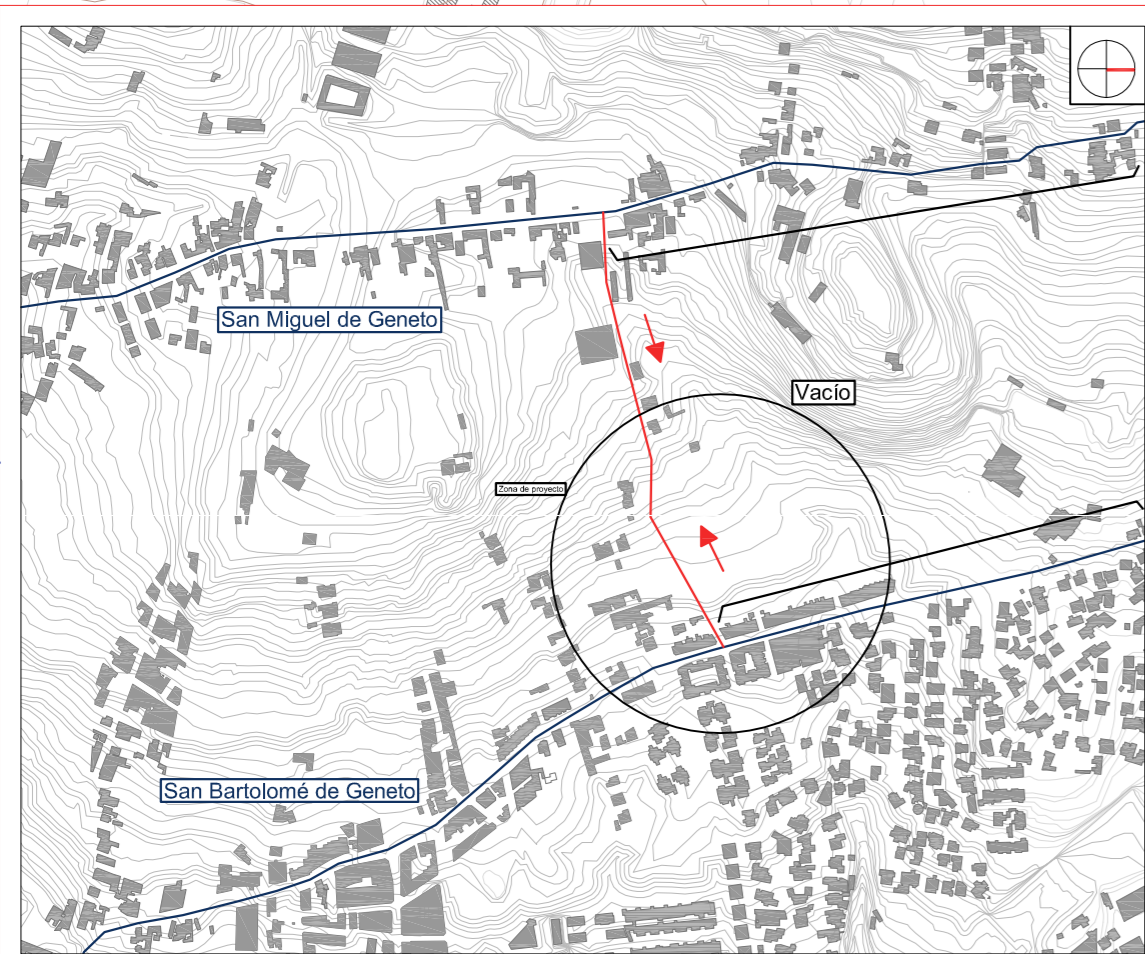 San Miguel de Geneto
Vacío
Zona de proyecto
San Bartolomé de Geneto